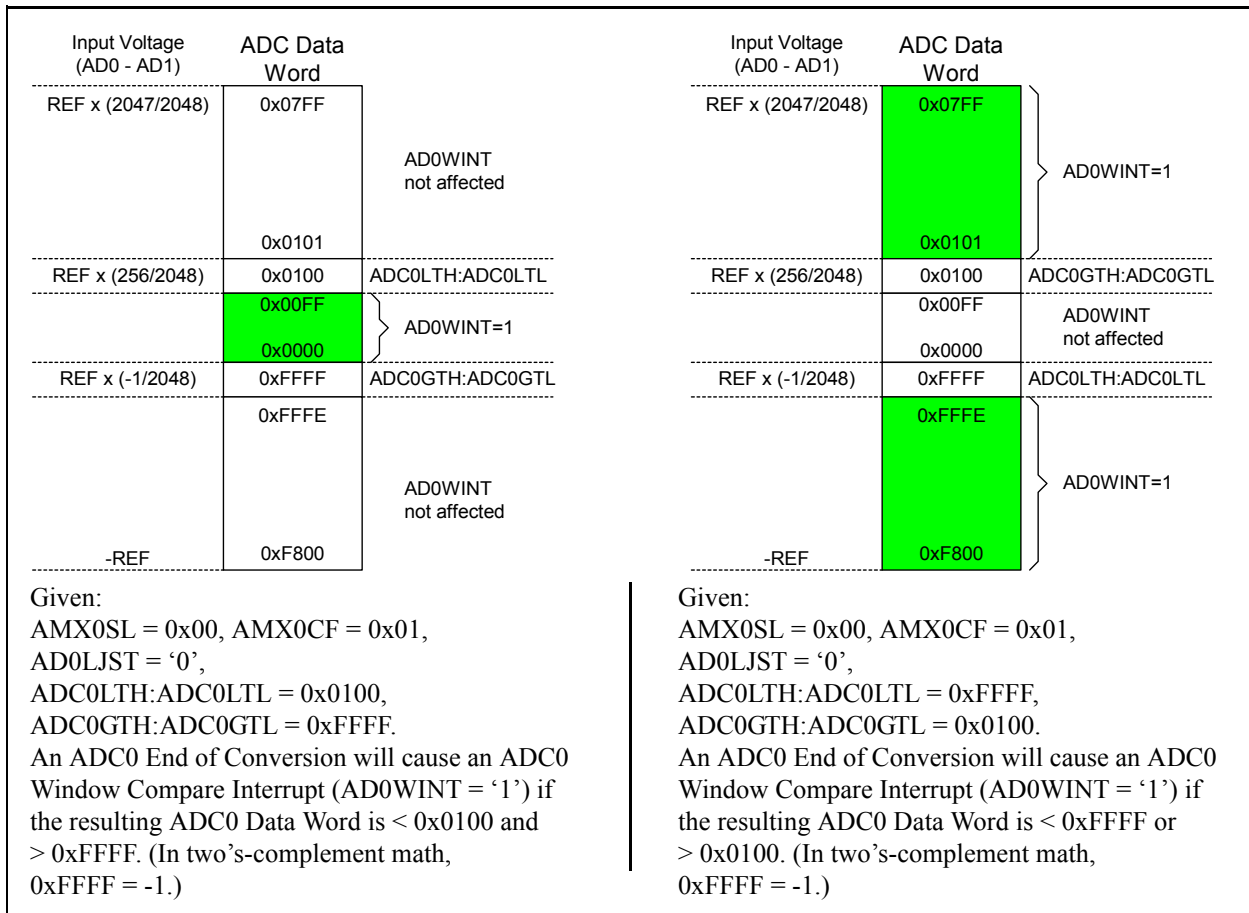 Input Voltage
(AD0 - AD1)
ADC Data
Word
REF x (2047/2048)
0x07FF
AD0WINT
not affected
0x0101
REF x (256/2048)
0x0100
ADC0LTH:ADC0LTL
0x00FF
AD0WINT=1
0x0000
REF x (-1/2048)
0xFFFF
ADC0GTH:ADC0GTL
0xFFFE
AD0WINT
not affected
-REF
0xF800
Given:
AMX0SL = 0x00, AMX0CF = 0x01,
AD0LJST = ‘0’,
ADC0LTH:ADC0LTL = 0x0100,
ADC0GTH:ADC0GTL = 0xFFFF.
An ADC0 End of Conversion will cause an ADC0
Window Compare Interrupt (AD0WINT = ‘1’) if
the resulting ADC0 Data Word is < 0x0100 and
> 0xFFFF. (In two’s-complement math,
0xFFFF = -1.)
Input Voltage
(AD0 - AD1)
ADC Data
Word
REF x (2047/2048)
0x07FF
AD0WINT=1
0x0101
REF x (256/2048)
0x0100
ADC0GTH:ADC0GTL
0x00FF
AD0WINT
not affected
0x0000
REF x (-1/2048)
0xFFFF
ADC0LTH:ADC0LTL
0xFFFE
AD0WINT=1
-REF
0xF800
Given:
AMX0SL = 0x00, AMX0CF = 0x01,
AD0LJST = ‘0’,
ADC0LTH:ADC0LTL = 0xFFFF,
ADC0GTH:ADC0GTL = 0x0100.
An ADC0 End of Conversion will cause an ADC0
Window Compare Interrupt (AD0WINT = ‘1’) if
the resulting ADC0 Data Word is < 0xFFFF or
> 0x0100. (In two’s-complement math,
0xFFFF = -1.)